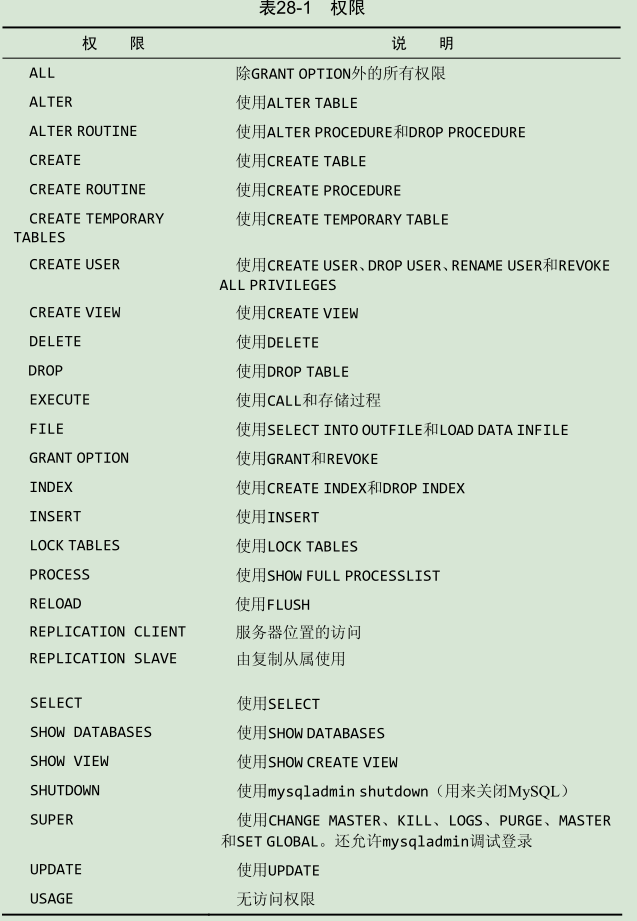 表28-1 权限
权 限 说 明
ALL 除GRANT OPTION外的所有权限
ALTER 使用ALTER TABLE
ALTER ROUTINE 使用ALTER PROCEDURE和DROP PROCEDURE
CREATE 使用CREATE TABLE
CREATE ROUTINE 使用CREATE PROCEDURE
CREATE TEMPORARY 使用CREATE TEMPORARY TABLE
TABLES
CREATE USER 使用CREATE USER、DROP USER、RENAME USER和REVOKE
ALL PRIVILEGES
CREATE VIEW 使用CREATE VIEW
DELETE 使用DELETE
DROP 使用DROP TABLE
EXECUTE 使用CALL和存储过程
FILE 使用SELECT INTO OUTFILE和LOAD DATA INFILE
GRANT OPTION 使用GRANT和REVOKE
INDEX 使用CREATE INDEX和DROP INDEX
INSERT 使用INSERT
LOCK TABLES 使用LOCK TABLES
PROCESS 使用SHOW FULL PROCESSLIST
RELOAD 使用FLUSH
REPLICATION CLIENT 服务器位置的访问
REPLICATION SLAVE 由复制从属使用
SELECT 使用SELECT
SHOW DATABASES 使用SHOW DATABASES
SHOW VIEW 使用SHOW CREATE VIEW
SHUTDOWN 使用mysqladmin shutdown（用来关闭MySQL）
SUPER 使用CHANGE MASTER、KILL、LOGS、PURGE、MASTER
和SET GLOBAL。还允许mysqladmin调试登录
UPDATE 使用UPDATE
USAGE 无访问权限